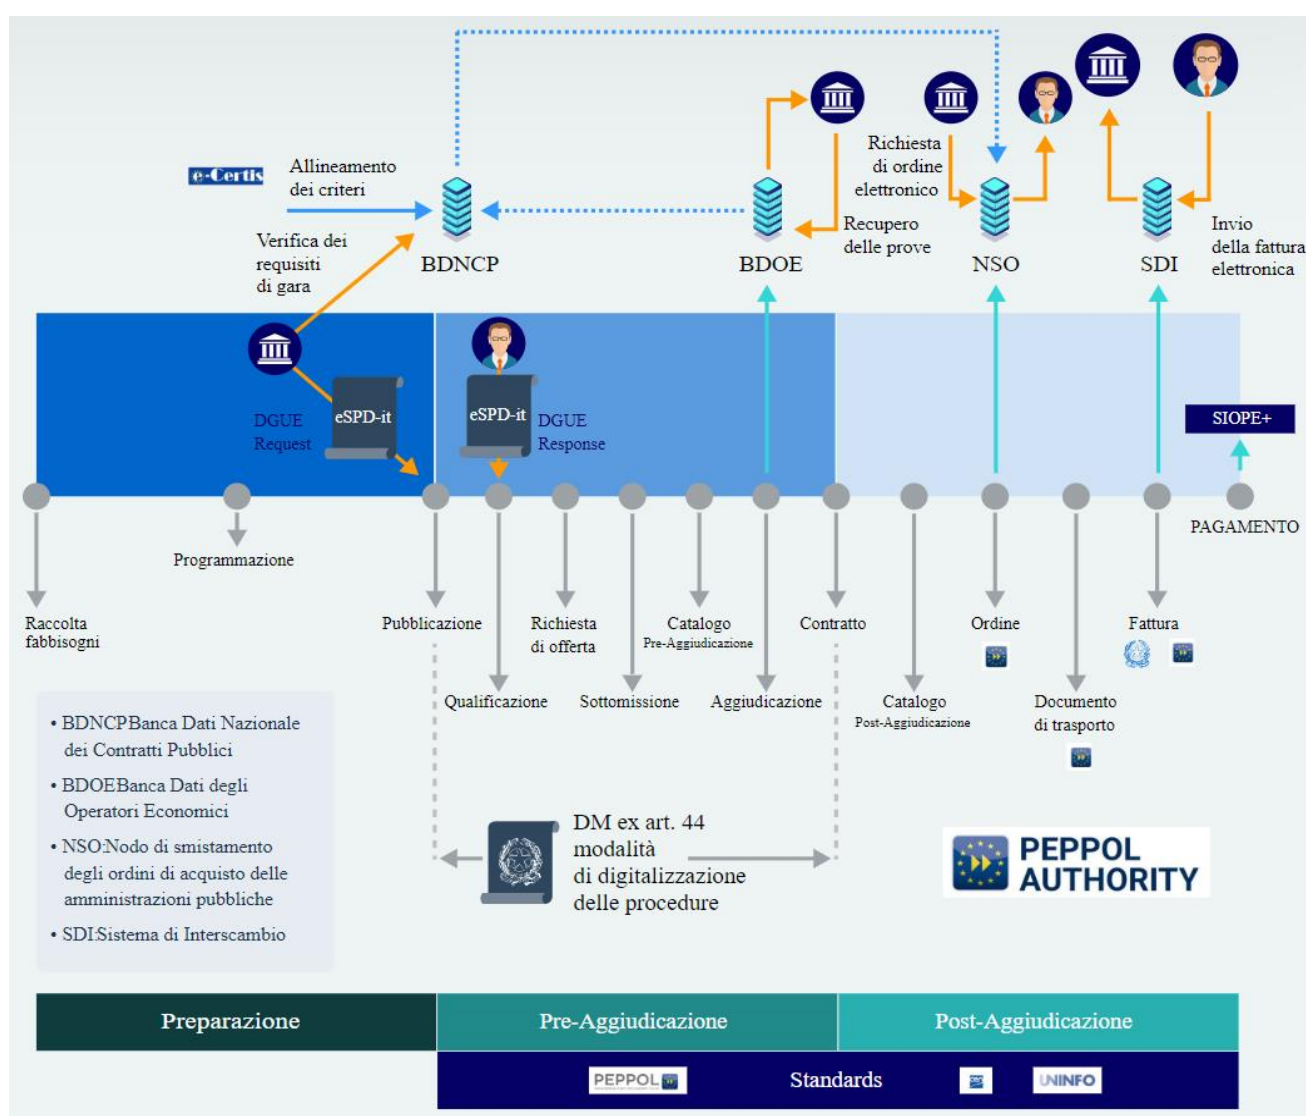 e-Certis
Allineamento
dei criteri
Verifica dei
requisiti
di gara
BDNCP
BDOE
Recupero
delle prove
Richiesta
di ordine
elettronico
NSO
SDI
Invio
della fattura
elettronica
DGUE
Request
eSPD-it
eSPD-it
DGUE
Response
SIOPE+
PAGAMENTO
Programmazione
Raccolta
fabbisogni
Pubblicazione
Richiesta
di offerta
Catalogo
Pre-Aggiudicazione
Contratto
Ordine
Fattura
Qualificazione
Sottomissione
Aggiudicazione
Catalogo
Post-Aggiudicazione
Documento
di trasporto
• BDNCPBanca Dati Nazionale
dei Contratti Pubblici
• BDOEBanca Dati degli
Operatori Economici
• NSO:Nodo di smistamento
degli ordini di acquisto delle
amministrazioni pubbliche
• SDI:Sistema di Interscambio
DM ex art. 44
modalità
di digitalizzazione
delle procedure
PEPPOL
AUTHORITY
Preparazione
Pre-Aggiudicazione
Post-Aggiudicazione
PEPPOL
Standards
UNINFO